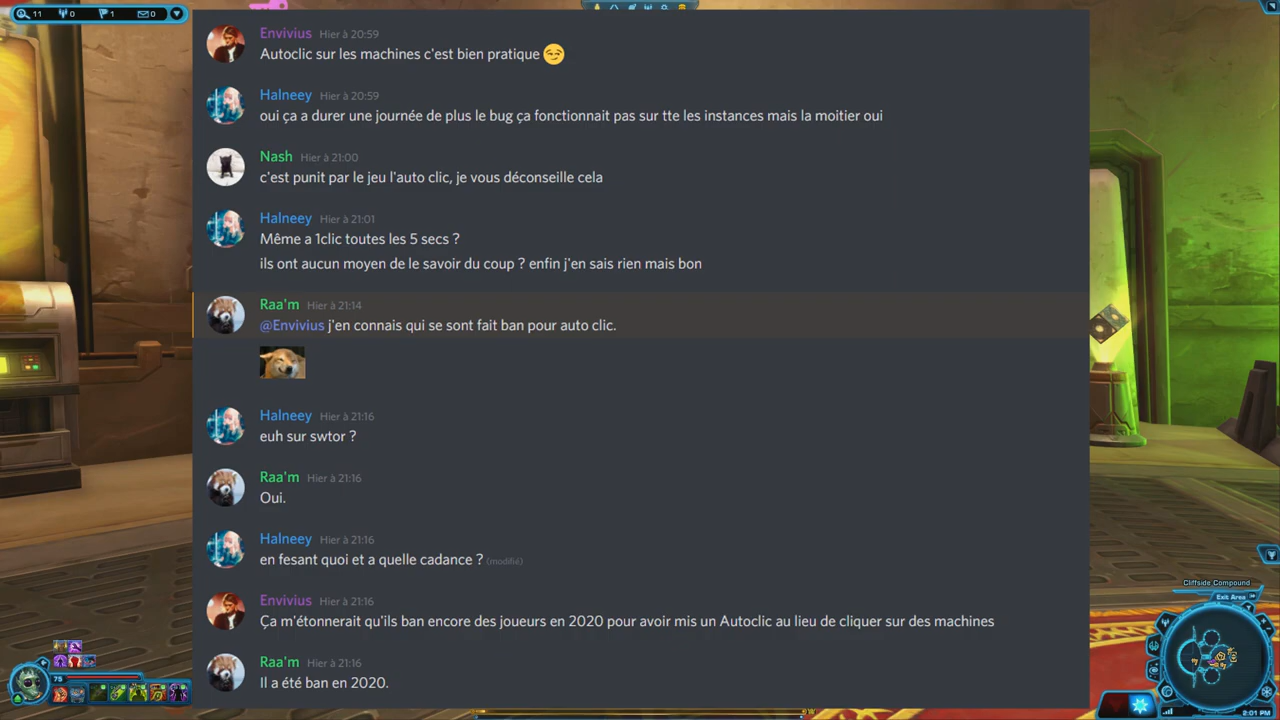 11 0 1 0
Envivius Hier à 20:59
Autoclic sur les machines c'est bien pratique 😏
Halneey Hier à 20:59
oui ça a durer une journée de plus le bug ça fonctionnait pas sur tte les instances mais la moitier oui
Nash Hier à 21:00
c'est punit par le jeu l'auto clic, je vous déconseille cela
Halneey Hier à 21:01
Même a 1clic toutes les 5 secs ?
ils ont aucun moyen de le savoir du coup ? enfin j'en sais rien mais bon
Raa'm Hier à 21:14
@Envivius j'en connais qui se sont fait ban pour auto clic.
Halneey Hier à 21:16
euh sur swtor ?
Raa'm Hier à 21:16
Oui.
Halneey Hier à 21:16
en fesant quoi et a quelle cadance ? (modifié)
Envivius Hier à 21:16
Ça m'étonnerait qu'ils ban encore des joueurs en 2020 pour avoir mis un Autoclic au lieu de cliquer sur des machines
Raa'm Hier à 21:16
Il a été ban en 2020.
Cliffside Compound
Exit Area
75
2:01 PM